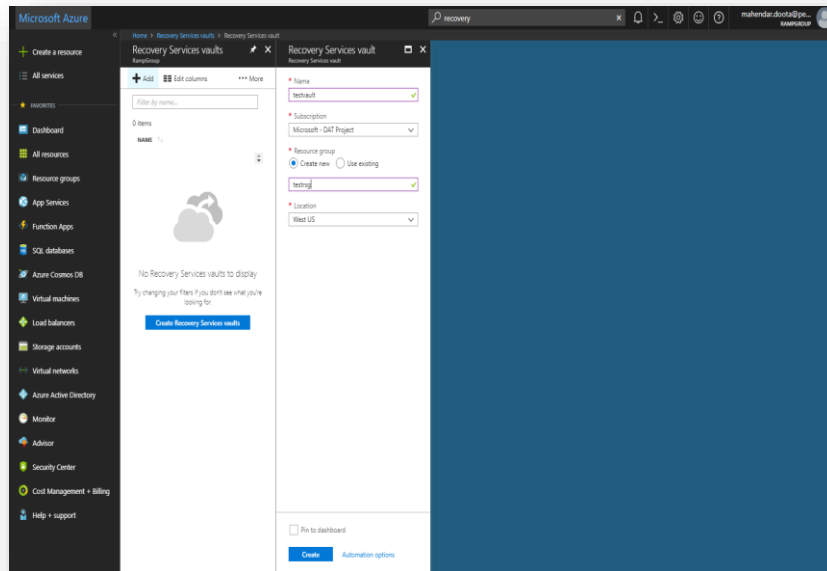 Microsoft Azure
recovery
mahendar.doota@pe...
RAMPGROUP
Home > Recovery Services vaults > Recovery Services vault
Create a resource
All services
FAVORITES
Dashboard
All resources
Resource groups
App Services
Function Apps
SQL databases
Azure Cosmos DB
Virtual machines
Load balancers
Storage accounts
Virtual networks
Azure Active Directory
Monitor
Advisor
Security Center
Cost Management + Billing
Help + support
Recovery Services vaults
RampGroup
Add
Edit columns
••• More
Filter by name...
0 items
NAME
No Recovery Services vaults to display
Try changing your filters if you don't see what you're
looking for.
Create Recovery Services vaults
Recovery Services vault
Recovery Services vault
* Name
testvault
* Subscription
Microsoft - DAT Project
* Resource group
Create new
Use existing
testrsg
* Location
West US
Pin to dashboard
Create
Automation options